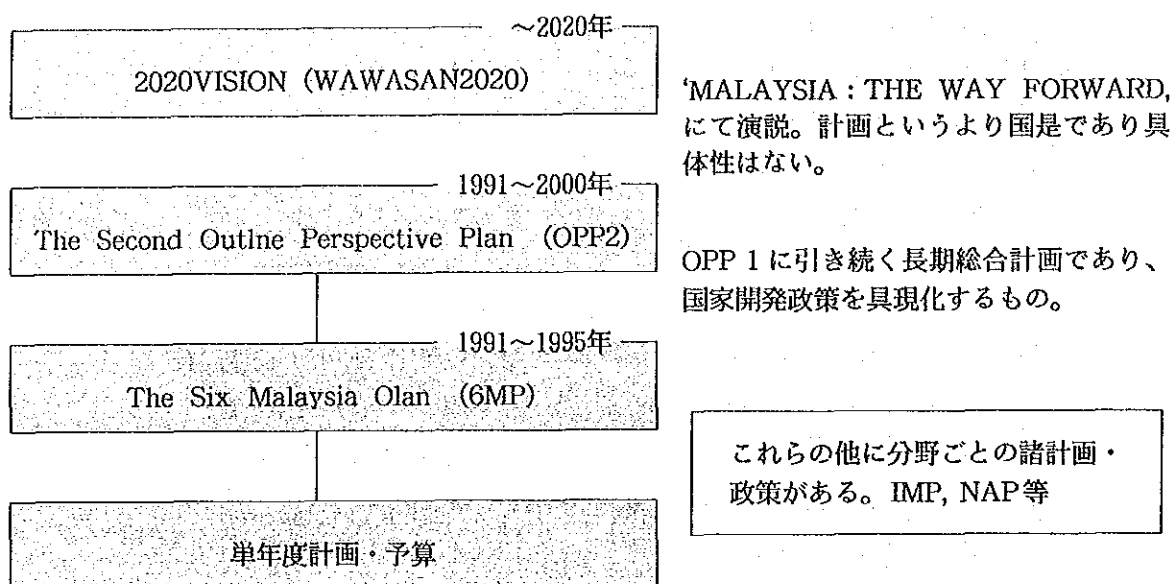 ～2020年
2020VISION (WAWASAN2020)
‘MALAYSIA : THE WAY FORWARD,
にて演説。計画というより国是であり具
体性はない。
1991～2000年
The Second Outlne Perspective Plan (OPP2)
OPP 1 に引き続く長期総合計画であり、
国家開発政策を具現化するもの。
1991～1995年
The Six Malaysia Olan (6MP)
これらの他に分野ごとの諸計画・
政策がある。IMP, NAP等
単年度計画・予算